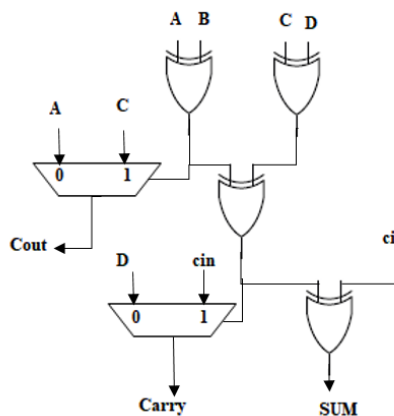 A B C D
A C
0 1
ci
Cout
D cin
0 1
Carry SUM